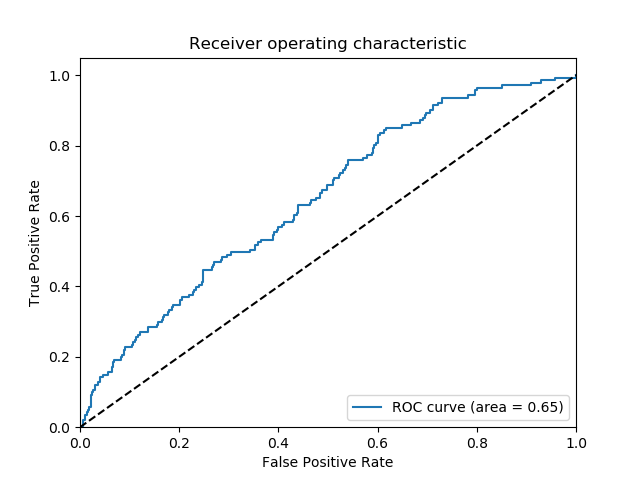 Receiver operating characteristic
1.0
0.8
0.6
0.4
0.2
0.0
True Positive Rate
ROC curve (area = 0.65)
0.0 0.2 0.4 0.6 0.8 1.0
False Positive Rate